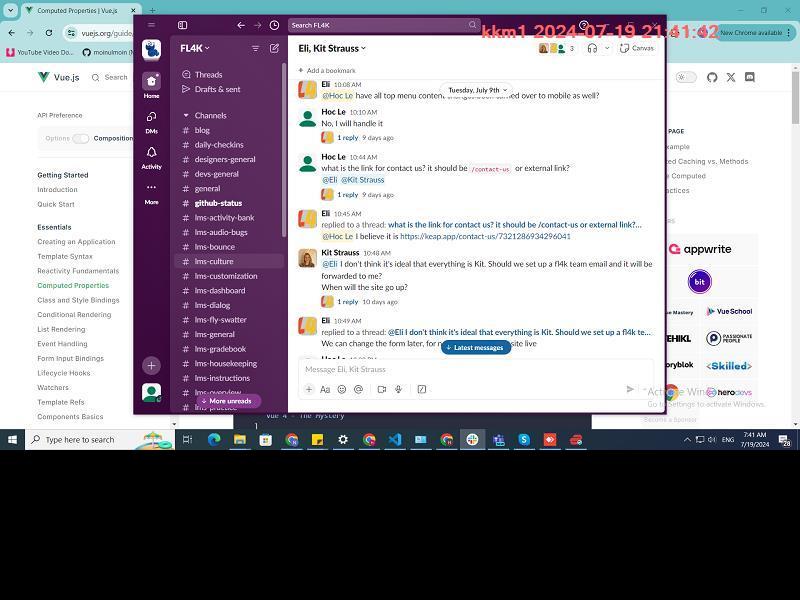 Computed Properties | Vue.js
vuejs.org/guide/
New Chrome available
YouTube Video Do...
moinulmoin
kkm1 2024-07-19 21:41:42
Search FL4K
Vue.js
Search
API Preference
Options
Composition
Getting Started
Introduction
Quick Start
Essentials
Creating an Application
Template Syntax
Reactivity Fundamentals
Computed Properties
Class and Style Bindings
Conditional Rendering
List Rendering
Event Handling
Form Input Bindings
Lifecycle Hooks
Watchers
Template Refs
Components Basics
Home
DMs
Activity
More
FL4K
Threads
Drafts & sent
Channels
# blog
# daily-checkins
# designers-general
# devs-general
# general
# github-status
# lms-activity-bank
# lms-audio-bugs
# lms-bounce
# lms-culture
# lms-customization
# lms-dashboard
# lms-dialog
# lms-fly-swatter
# lms-general
# lms-gradebook
# lms-housekeeping
# lms-instructions
# lms-overview
# lms-practice
↓ More unreads
Eli, Kit Strauss
3
Canvas
+ Add a bookmark
Tuesday, July 9th
Eli 10:08 AM
@Hoc Le have all top menu content
over to mobile as well?
Hoc Le 10:10 AM
No, I will handle it
1 reply 9 days ago
Hoc Le 10:44 AM
what is the link for contact us? it should be /contact-us or external link?
@Eli @Kit Strauss
1 reply 9 days ago
Eli 10:45 AM
replied to a thread: what is the link for contact us? it should be /contact-us or external link?...
@Hoc Le I believe it is https://keap.app/contact-us/7321286934296041
Kit Strauss 10:48 AM
@Eli I don't think it's ideal that everything is Kit. Should we set up a fl4k team email and it will be
forwarded to me?
When will the site go up?
1 reply 10 days ago
Eli 10:49 AM
replied to a thread: @Eli I don't think it's ideal that everything is Kit. Should we set up a fl4k te...
We can change the form later, for
site live
↓ Latest messages
Message Eli, Kit Strauss
Aa
PAGE
xample
ted Caching vs. Methods
e Computed
actices
appwrite
bit
se Mastery
VueSchool
THEHIKL
PASSIONATE
PEOPLE
oryblok
<Skilled>
herodevs
Activate Win
Go to Settings to activate Windows.
Become a Sponsor
Vue 4 - The Mystery
1
Type here to search
ENG
7:41 AM
7/19/2024
28